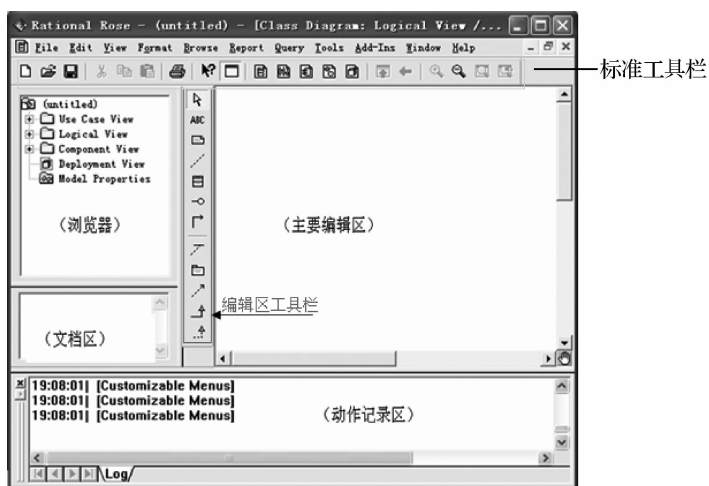 Rational Rose - (untitled) - [Class Diagram: Logical View /...
File Edit View Format Browse Report Query Tools Add-Ins Window Help
标准工具栏
(untitled)
Use Case View
Logical View
Component View
Deployment View
Model Properties
ABC
（浏览器）
（主要编辑区）
编辑区工具栏
（文档区）
19:08:01| [Customizable Menus]
19:08:01| [Customizable Menus]
19:08:01| [Customizable Menus]
（动作记录区）
Log